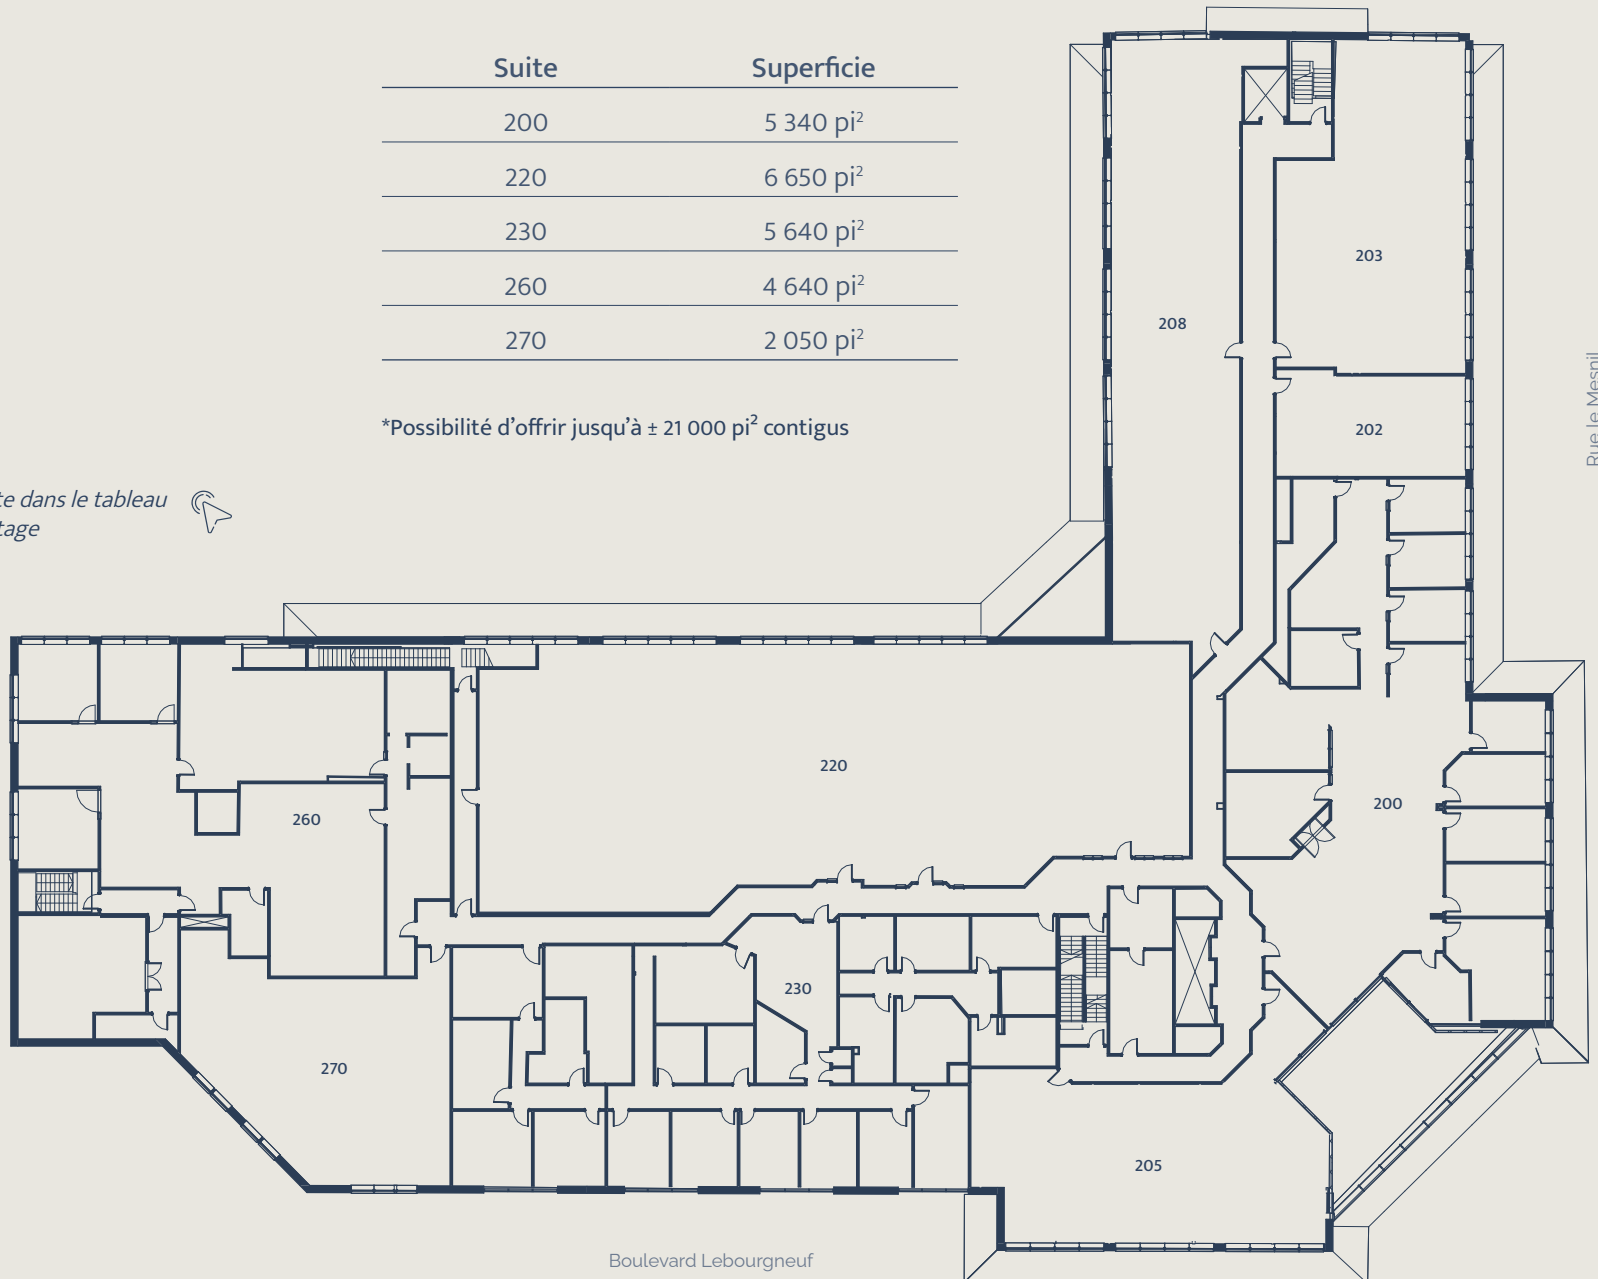 Suite Superficie
200 5 340 pi²
220 6 650 pi²
230 5 640 pi²
260 4 640 pi²
270 2 050 pi²
*Possibilité d'offrir jusqu'à ± 21 000 pi² contigus
dans le tableau
203
208
202
Rue le Mesnil
220
200
260
230
270
205
Boulevard Lebourgneuf